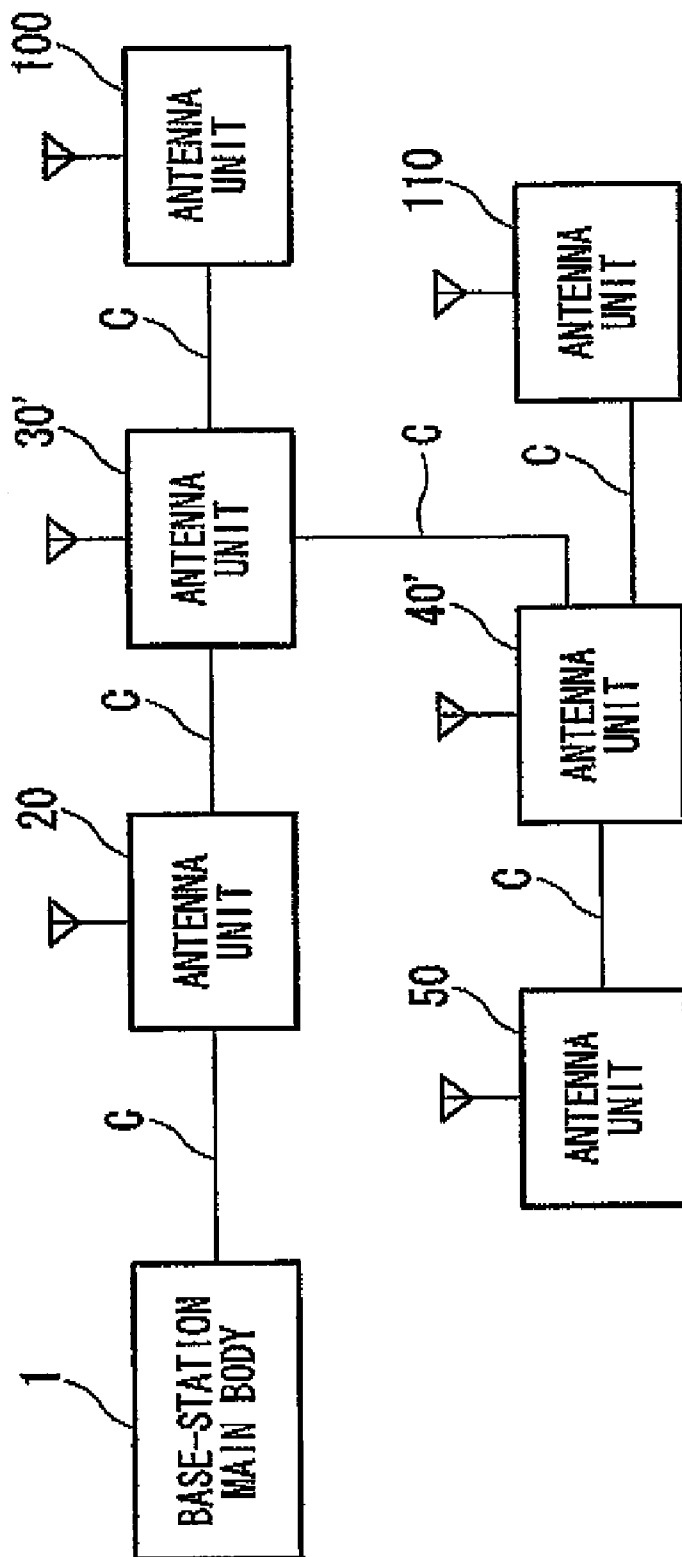 1
BASE-STATION
MAIN BODY
C
20
ANTENNA
UNIT
C
30'
ANTENNA
UNIT
C
100
ANTENNA
UNIT
C
50
ANTENNA
UNIT
C
40'
ANTENNA
UNIT
C
110
ANTENNA
UNIT